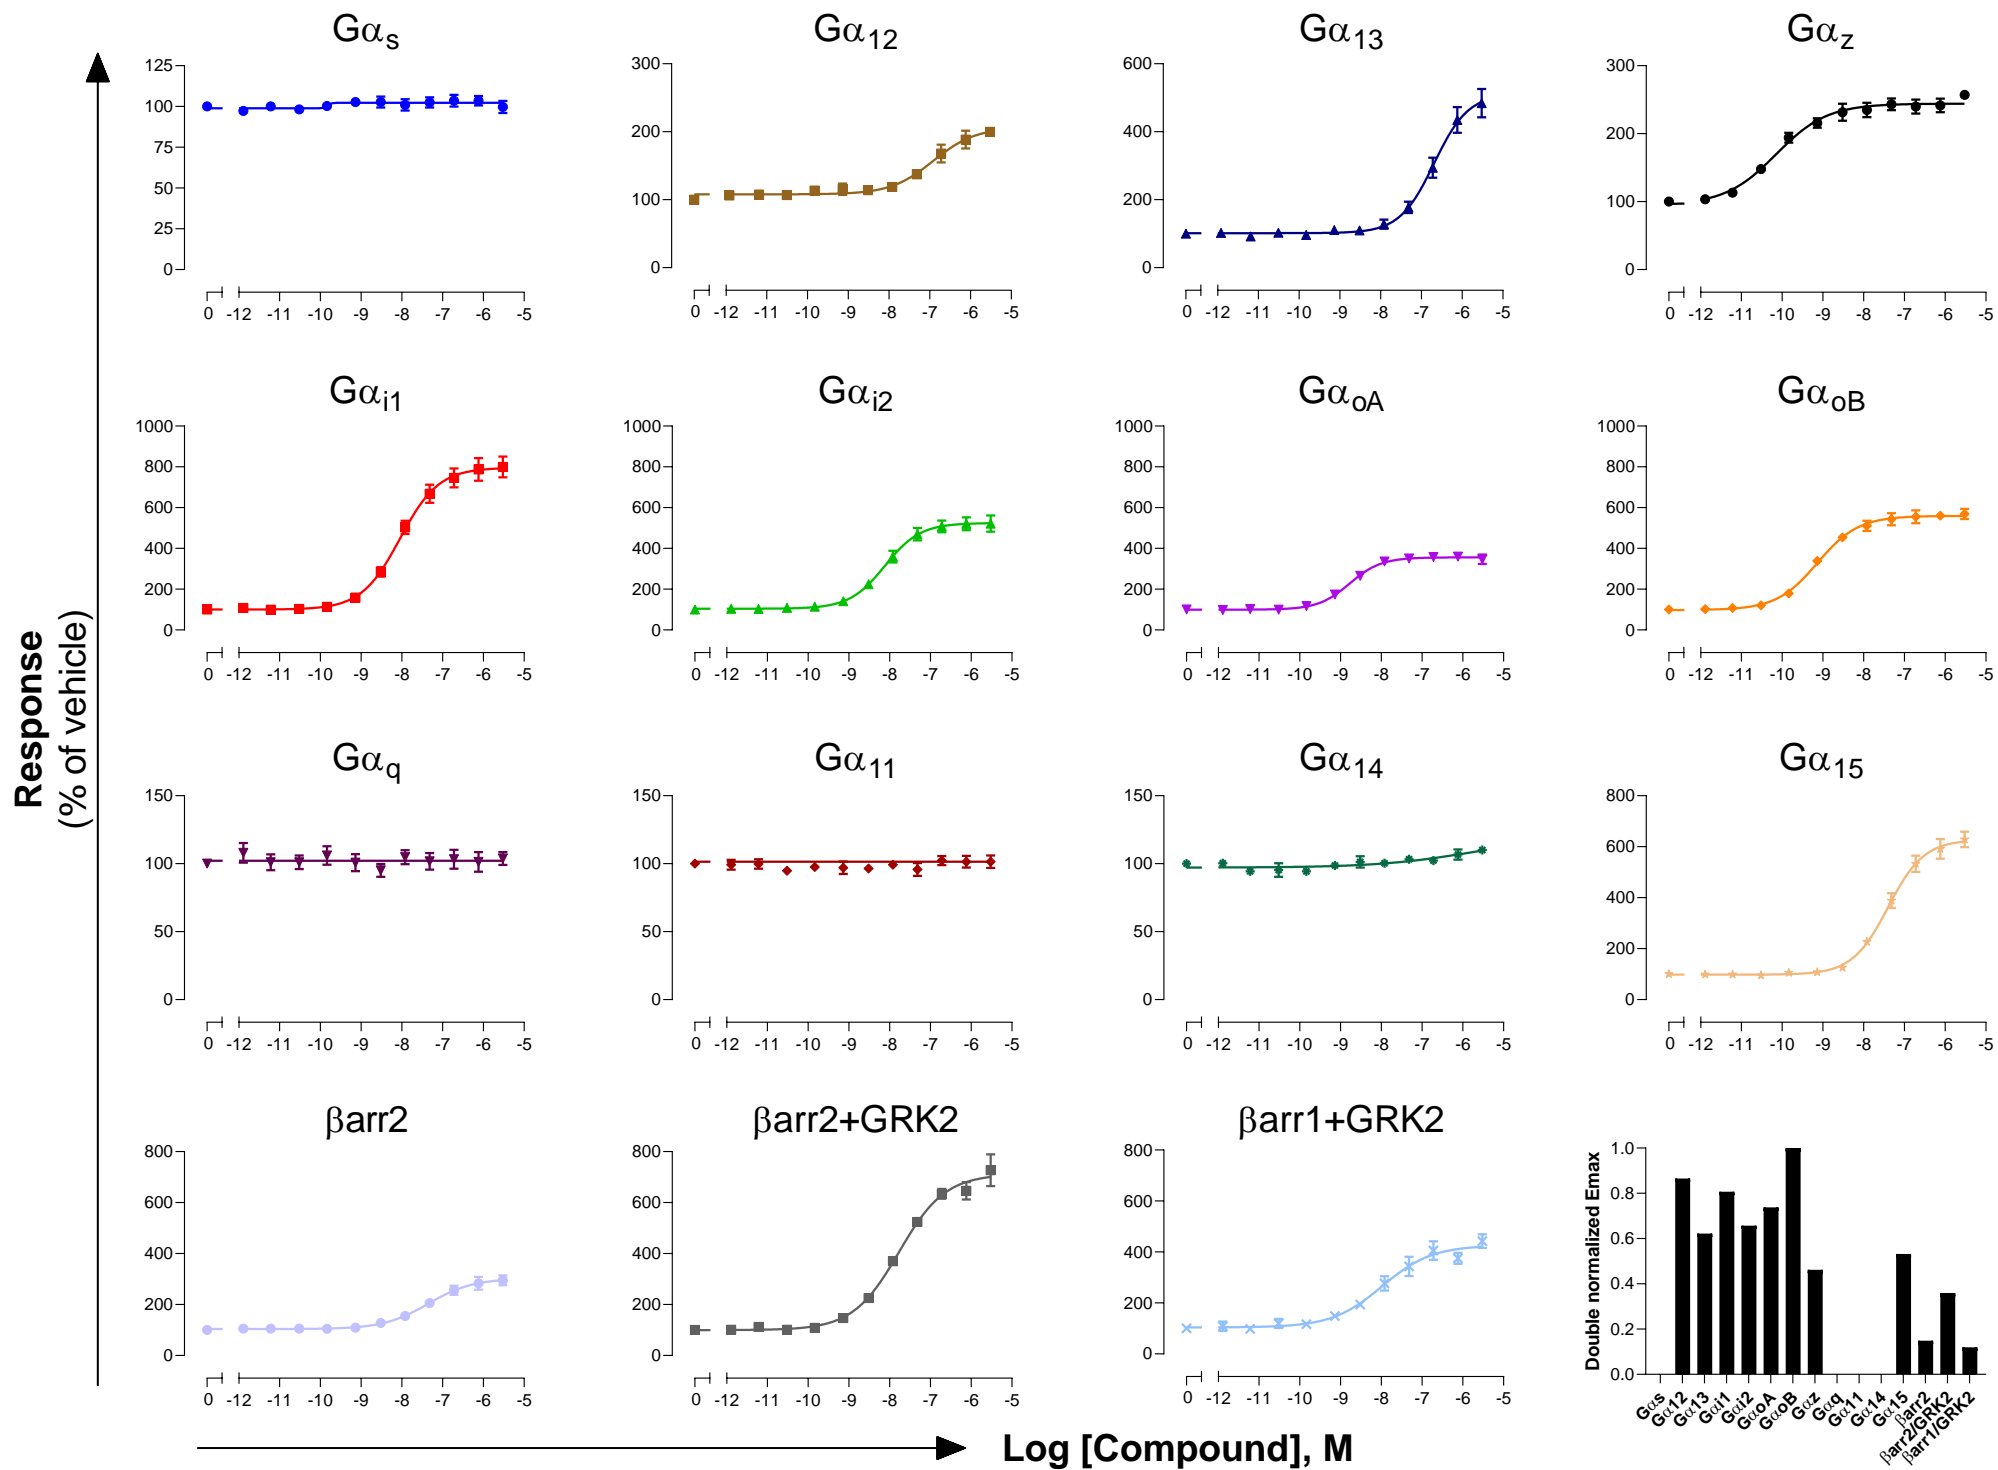 Gαs
Gα12
Gα13
Gαz
125
100
75
50
25
0
0 -12 -11 -10 -9 -8 -7 -6 -5
300
200
100
0
0 -12 -11 -10 -9 -8 -7 -6 -5
600
400
200
0
0 -12 -11 -10 -9 -8 -7 -6 -5
300
200
100
0
0 -12 -11 -10 -9 -8 -7 -6 -5
Gαi1
Gαi2
GαoA
GαoB
1000
800
600
400
200
0
0 -12 -11 -10 -9 -8 -7 -6 -5
1000
800
600
400
200
0
0 -12 -11 -10 -9 -8 -7 -6 -5
1000
800
600
400
200
0
0 -12 -11 -10 -9 -8 -7 -6 -5
1000
800
600
400
200
0
0 -12 -11 -10 -9 -8 -7 -6 -5
Response
(% of vehicle)
Gαq
Gα11
Gα14
Gα15
150
100
50
0
0 -12 -11 -10 -9 -8 -7 -6 -5
150
100
50
0
0 -12 -11 -10 -9 -8 -7 -6 -5
150
100
50
0
0 -12 -11 -10 -9 -8 -7 -6 -5
800
600
400
200
0
0 -12 -11 -10 -9 -8 -7 -6 -5
βarr2
βarr2+GRK2
βarr1+GRK2
800
600
400
200
0
0 -12 -11 -10 -9 -8 -7 -6 -5
800
600
400
200
0
0 -12 -11 -10 -9 -8 -7 -6 -5
800
600
400
200
0
0 -12 -11 -10 -9 -8 -7 -6 -5
Double normalized Emax
1.0
0.8
0.6
0.4
0.2
0.0
Gαs
Gα12
Gα13
Gαi1
Gαi2
GαoA
GαoB
Gαz
Gαq
Gα11
Gα14
Gα15
βarr2
βarr2/GRK2
βarr1/GRK2
Log [Compound], M